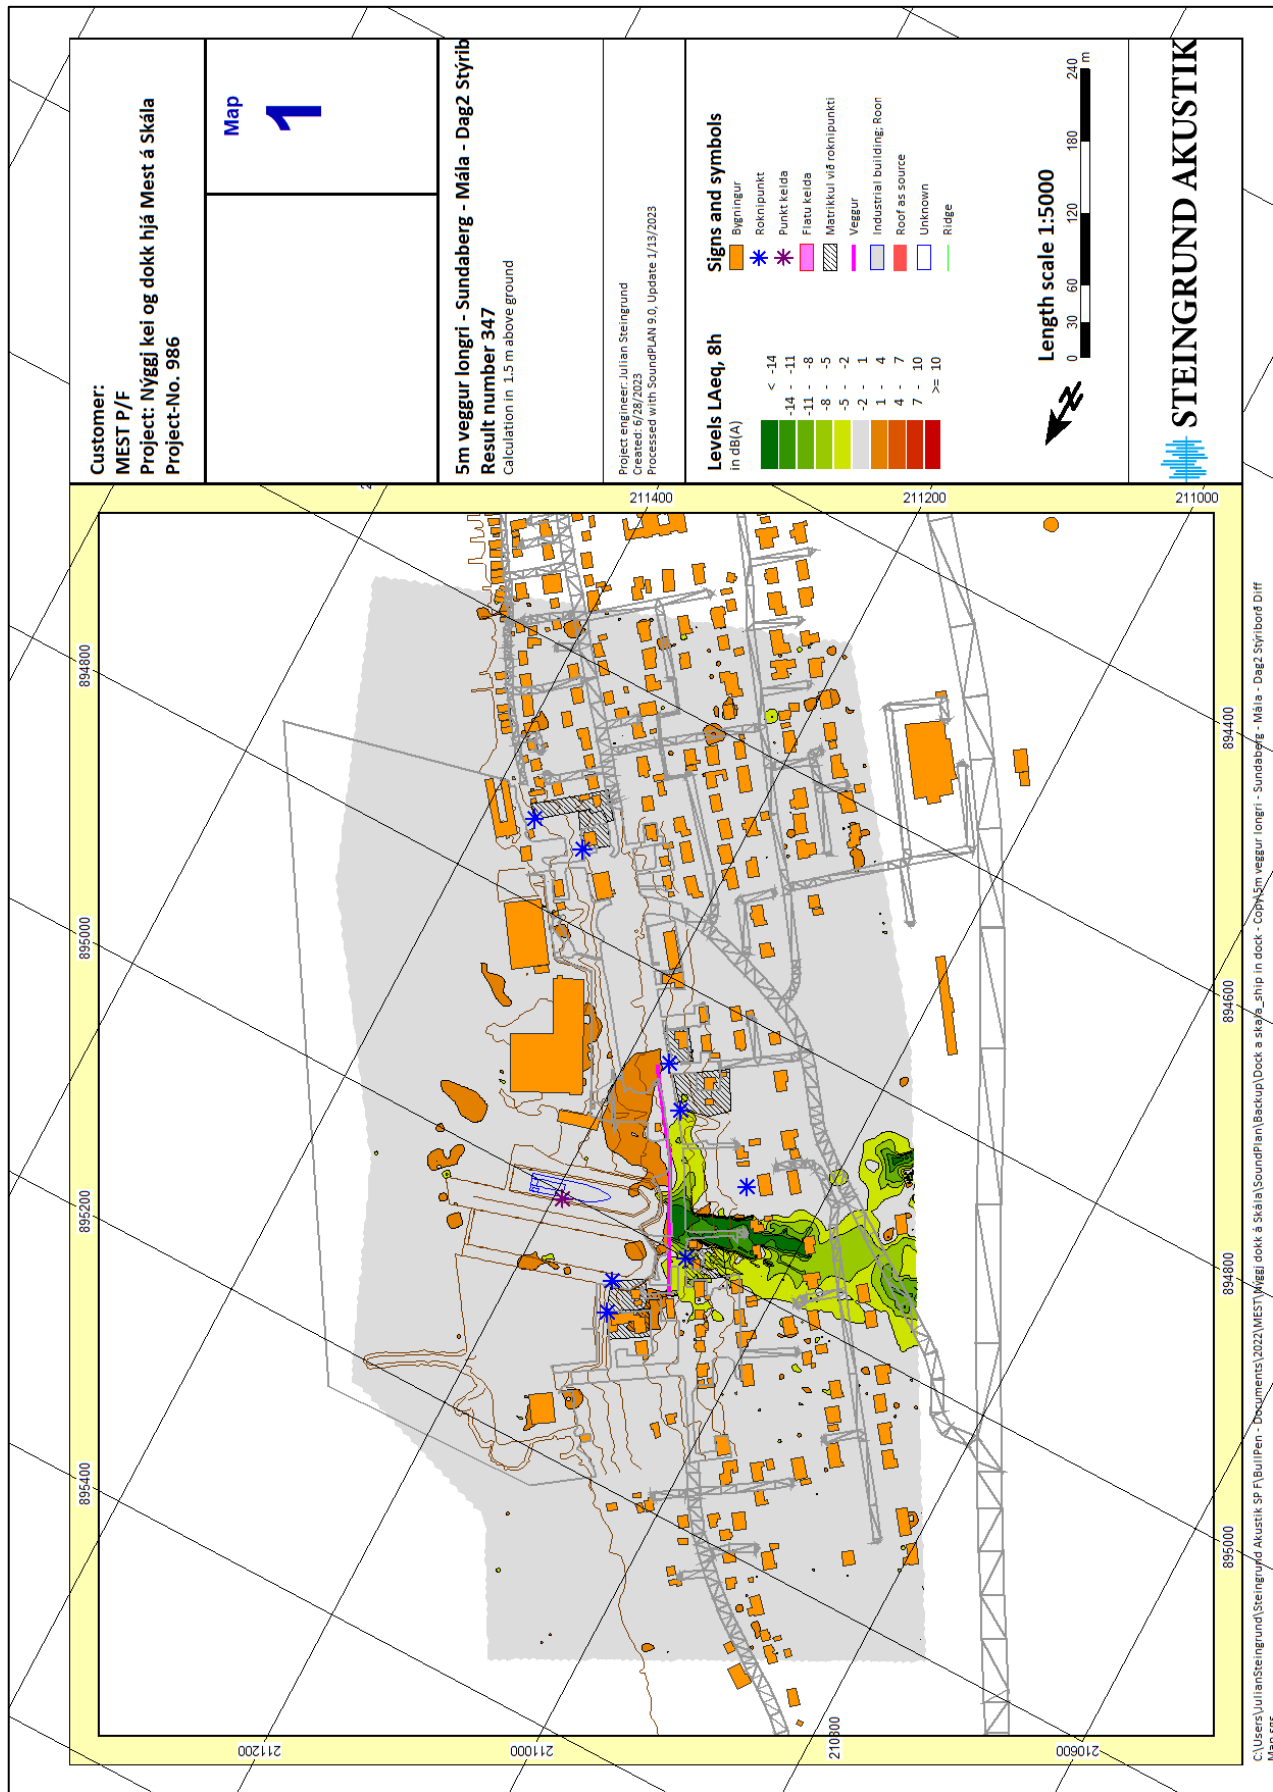 Customer:
MEST P/F
Project: Nýggj kei og dokk hjá Mest á Skála
Project-No. 986
Map
1
5m veggur longri - Sundaberg - Mála - Dag2 Stýrib
Result number 347
Calculation in 1.5 m above ground
Project engineer: Julian Steingrund
Created: 6/28/2023
Processed with SoundPLAN 9.0, Update 1/13/2023
Levels LAeq, 8h
in dB(A)
< -14
-14 - -11
-11 - -8
-8 - -5
-5 - -2
-2 - 1
1 - 4
4 - 7
7 - 10
>= 10
Signs and symbols
Bygningur
Roknipunkt
Punkt kelda
Flatu kelda
Matrikkul við roknipunkti
Veggur
Industrial building; Roor
Roof as source
Unknown
Ridge
Length scale 1:5000
0 30 60 120 180 240
m
STEINGRUND AKUSTIK
894800
895000
895200
895400
211400
211200
211000
894400
894600
894800
895000
211200
211000
210800
210600
C:\Users\JulianSteingrund\Steingrund Akustik SP F\BullPen - Documents\2022\MEST\Nýggj dokk á Skála\SoundPlan\Backup\Dock a skala_ship in dock - Copy\5m veggur longri - Sundaberg - Mála - Dag2 Stýriborð Diff
Map.sgs